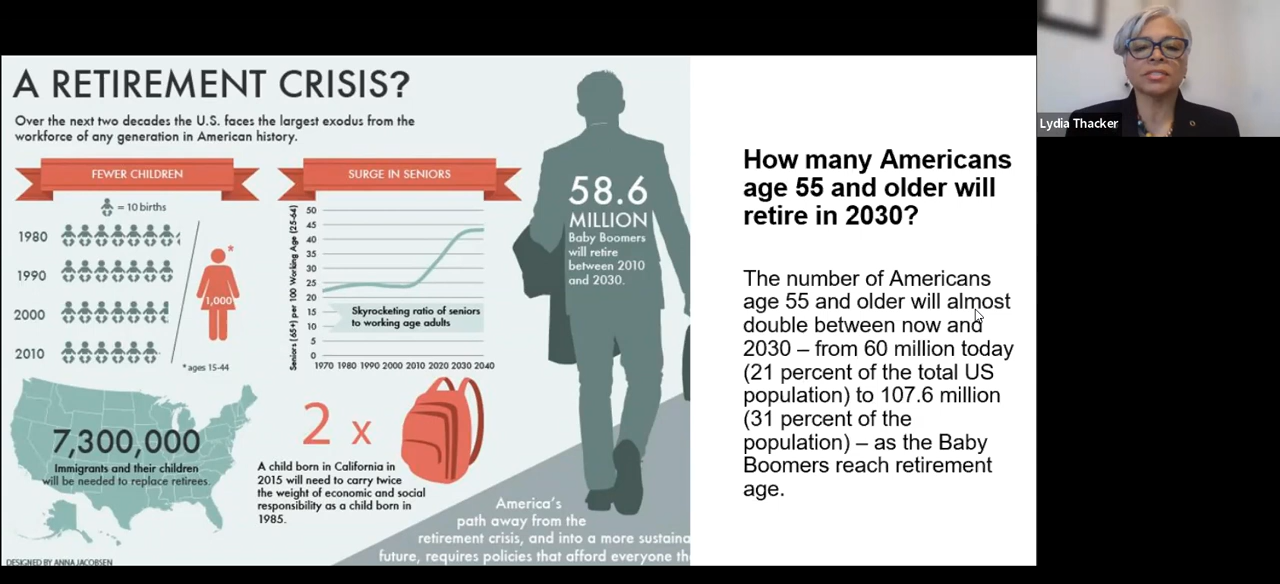 A RETIREMENT CRISIS?
Over the next two decades the U.S. faces the largest exodus from the
workforce of any generation in American history.
FEWER CHILDREN
= 10 births
1980
1990
2000
2010
*
1,000
* ages 15-44
SURGE IN SENIORS
Seniors (65+) per 100 Working Age (25-64)
50
45
40
35
30
25
20
15
10
5
0
Skyrocketing ratio of seniors
to working age adults
1970 1980 1990 2000 2010 2020 2030 2040
58.6
MILLION
Baby Boomers
will retire
between 2010
and 2030.
7,300,000
Immigrants and their children
will be needed to replace retirees.
2 x
A child born in California in
2015 will need to carry twice
the weight of economic and social
responsibility as a child born in
1985.
America's
path away from the
retirement crisis, and into a more sustaina
future, requires policies that afford everyone th
DESIGNED BY ANNA JACOBSEN
How many Americans
age 55 and older will
retire in 2030?
The number of Americans
age 55 and older will almost
double between now and
2030 – from 60 million today
(21 percent of the total US
population) to 107.6 million
(31 percent of the
population) – as the Baby
Boomers reach retirement
age.
Lydia Thacker